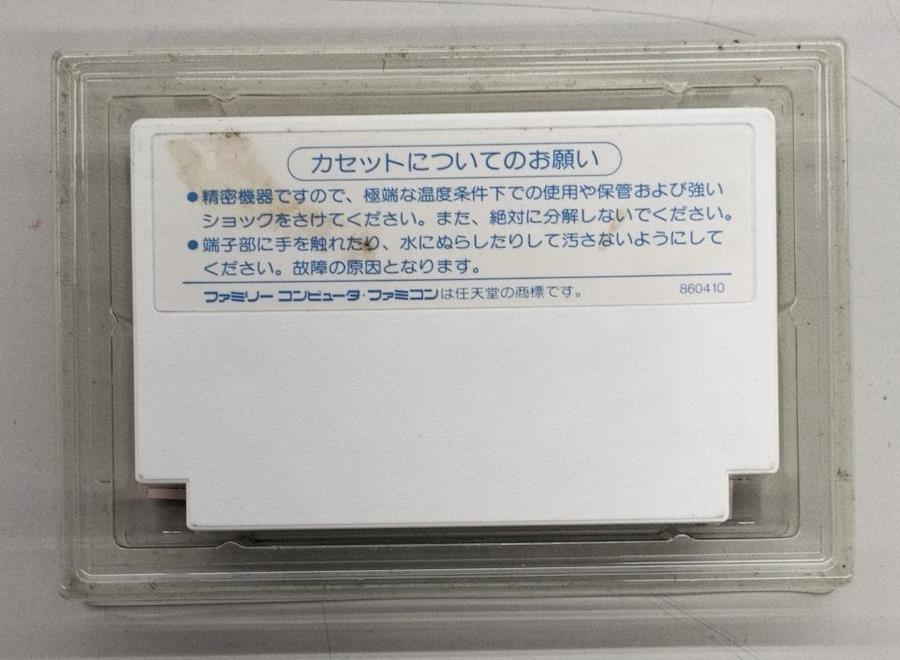 カセットについてのお願い
●精密機器ですので、極端な温度条件下での使用や保管および強い
ショックをさけてください。また、絶対に分解しないでください。
●端子部に手を触れたり、水にぬらしたりして汚さないようにして
ください。故障の原因となります。
ファミリーコンピュータ・ファミコンは任天堂の商標です。 860410